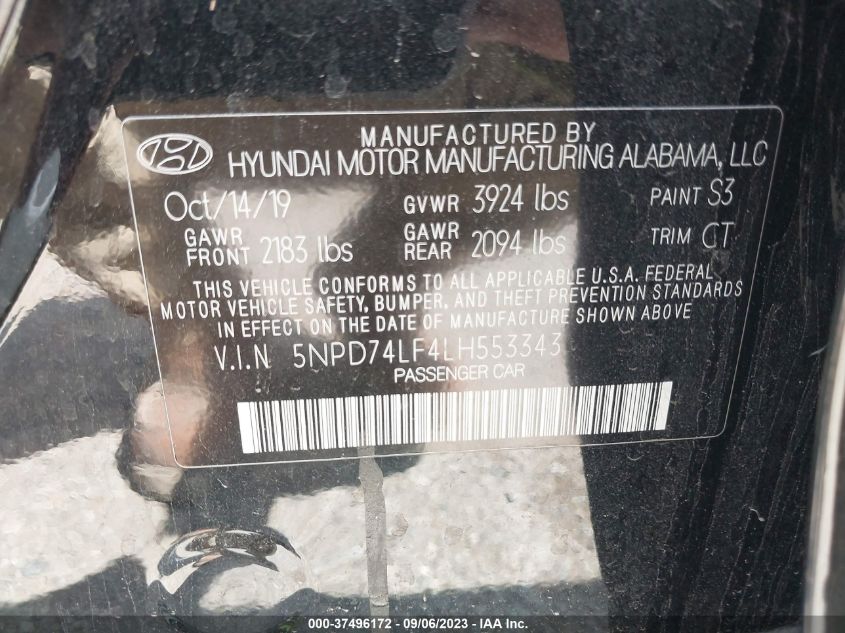 MANUFACTURED BY
HYUNDAI MOTOR MANUFACTURING ALABAMA, LLC
Oct/14/19 GVWR 3924 lbs PAINT S3
GAWR FRONT 2183 lbs GAWR REAR 2094 lbs TRIM CT
THIS VEHICLE CONFORMS TO ALL APPLICABLE U.S.A. FEDERAL
MOTOR VEHICLE SAFETY, BUMPER, AND THEFT PREVENTION STANDARDS
IN EFFECT ON THE DATE OF MANUFACTURE SHOWN ABOVE
V.I.N 5NPD74LF4LH553343
PASSENGER CAR
000-37496172 - 09/06/2023 - IAA Inc.